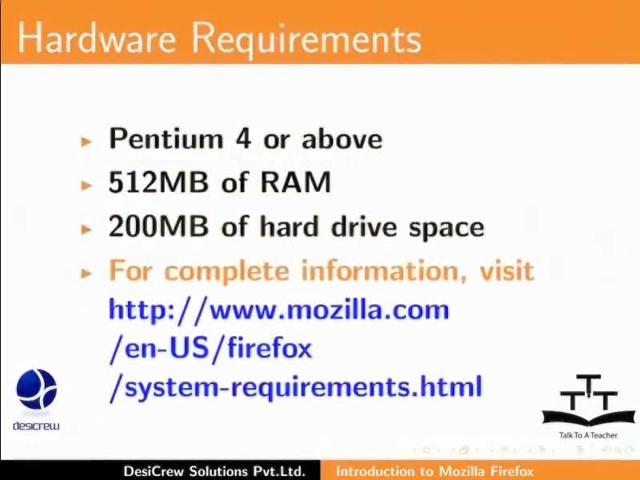 Hardware Requirements
Pentium 4 or above
512MB of RAM
200MB of hard drive space
For complete information, visit
http://www.mozilla.com
/en-US/firefox
/system-requirements.html
desicrew
TTT
Talk To A Teacher
DesiCrew Solutions Pvt.Ltd. Introduction to Mozilla Firefox